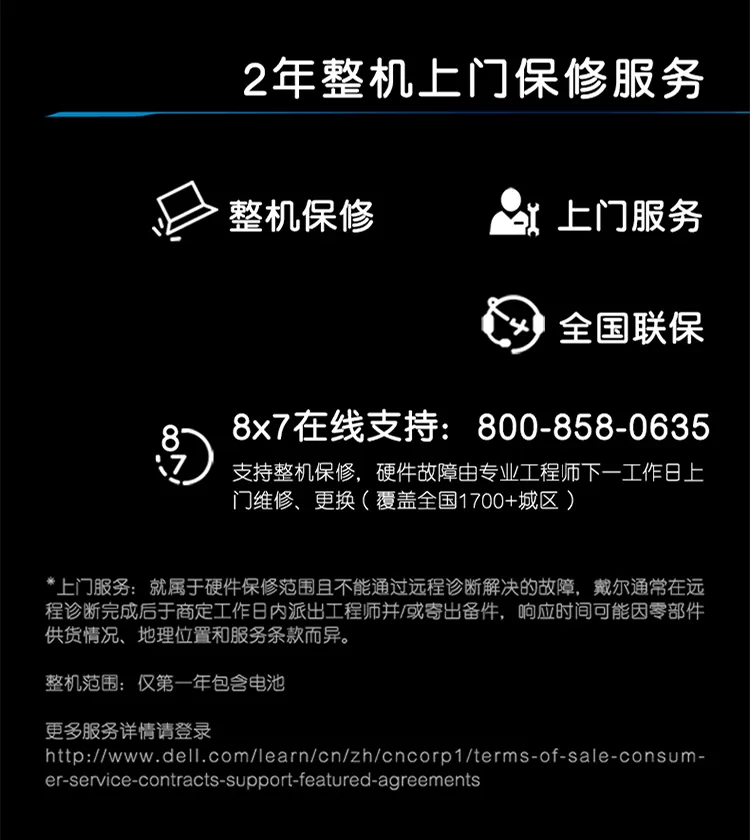 2年整机上门保修服务
整机保修
上门服务
全国联保
8
7
8x7在线支持：800-858-0635
支持整机保修，硬件故障由专业工程师下一工作日上
门维修、更换（覆盖全国1700+城区）
*上门服务：就属于硬件保修范围且不能通过远程诊断解决的故障，戴尔通常在远
程诊断完成后于商定工作日内派出工程师并/或寄出备件，响应时间可能因零部件
供货情况、地理位置和服务条款而异。
整机范围：仅第一年包含电池
更多服务详情请登录
http://www.dell.com/learn/cn/zh/cncorp1/terms-of-sale-consum-
er-service-contracts-support-featured-agreements